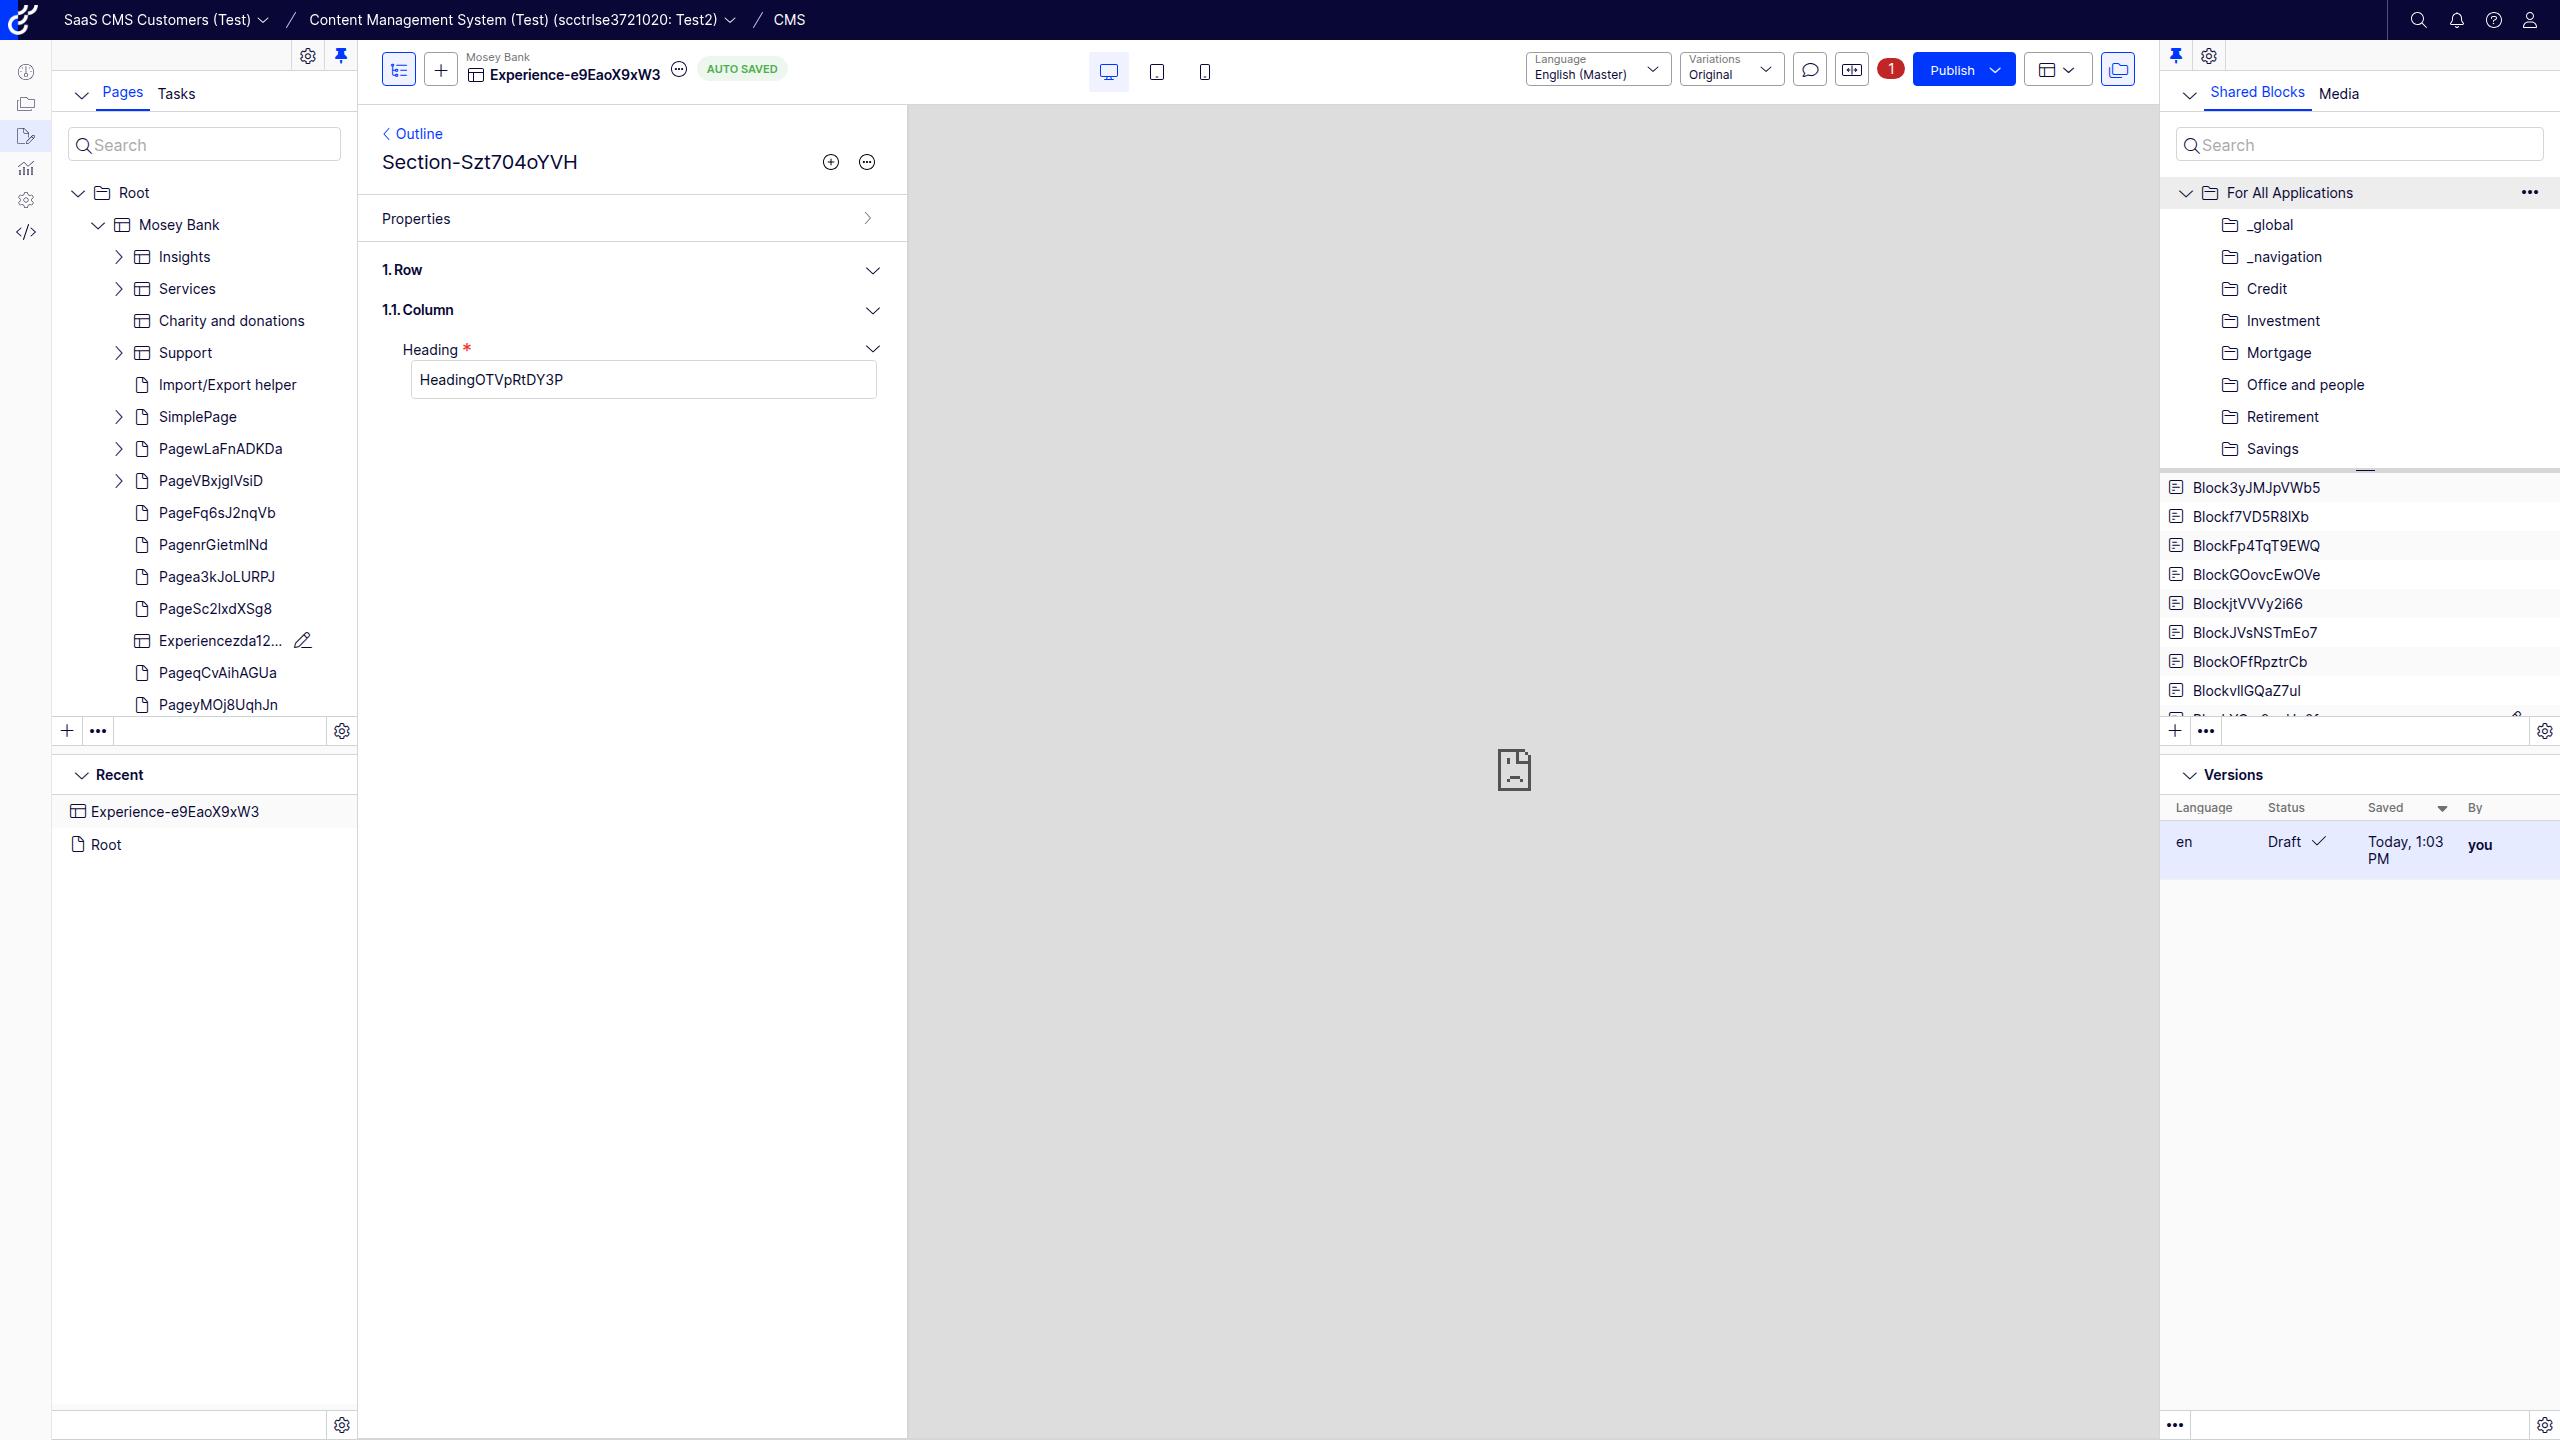 SaaS CMS Customers (Test)
Content Management System (Test) (scctrlse3721020: Test2)
CMS
Pages
Tasks
Search
Root
Mosey Bank
Insights
Services
Charity and donations
Support
Import/Export helper
SimplePage
PagewLaFnADKDa
PageVBxjgIVsiD
PageFq6sJ2nqVb
PagenrGietmlNd
Pagea3kJoLURPJ
PageSc2lxdXSg8
Experiencezda12...
PageqCvAihAGUa
PageyMOj8UqhJn
Recent
Experience-e9EaoX9xW3
Root
Mosey Bank
Experience-e9EaoX9xW3
AUTO SAVED
Language
English (Master)
Variations
Original
1
Publish
Outline
Section-Szt704oYVH
Properties
1. Row
1.1. Column
Heading *
HeadingOTVpRtDY3P
Shared Blocks
Media
Search
For All Applications
_global
_navigation
Credit
Investment
Mortgage
Office and people
Retirement
Savings
Block3yJMJpVWb5
Blockf7VD5R8lXb
BlockFp4TqT9EWQ
BlockGOovcEwOVe
BlockjtVVVy2i66
BlockJVsNSTmEo7
BlockOFfRpztrCb
BlockvllGQaZ7ul
Versions
Language
Status
Saved
By
en
Draft
Today, 1:03
PM
you